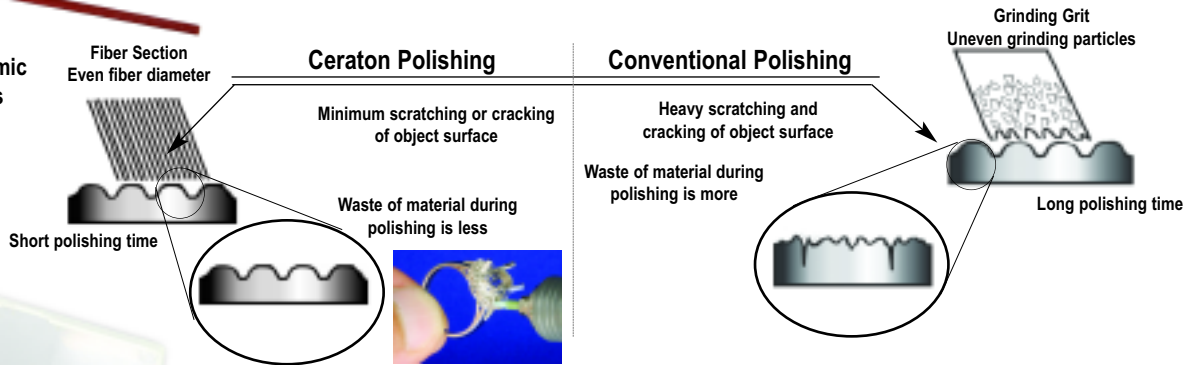 Fiber Section
Even fiber diameter
Ceraton Polishing
Minimum scratching or cracking
of object surface
Waste of material during
polishing is less
Short polishing time
Conventional Polishing
Heavy scratching and
cracking of object surface
Waste of material during
polishing is more
Grinding Grit
Uneven grinding particles
Long polishing time